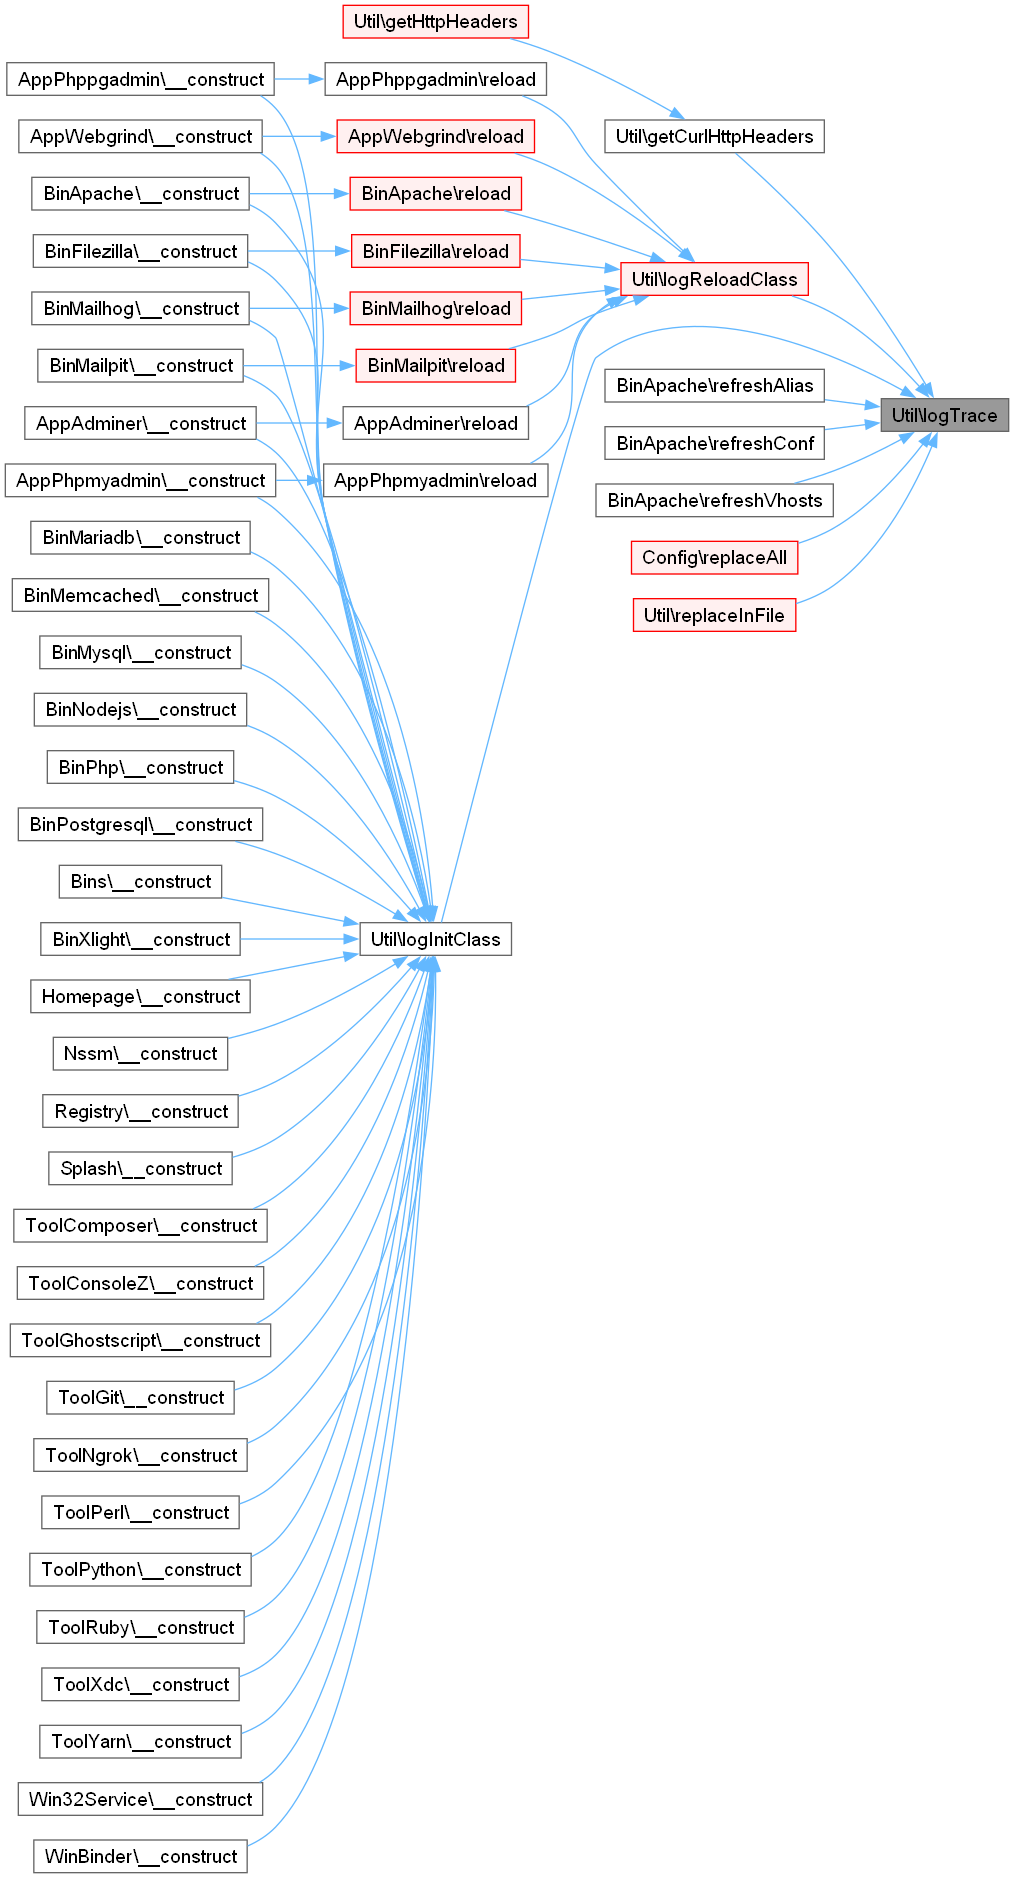 Util\getHttpHeaders
AppPhppgadmin\__construct
AppPhppgadmin\reload
AppWebgrind\__construct
AppWebgrind\reload
Util\getCurlHttpHeaders
BinApache\__construct
BinApache\reload
BinFilezilla\__construct
BinFilezilla\reload
Util\logReloadClass
BinMailhog\__construct
BinMailhog\reload
BinMailpit\__construct
BinMailpit\reload
BinApache\refreshAlias
Util\logTrace
AppAdminer\__construct
AppAdminer\reload
BinApache\refreshConf
AppPhpmyadmin\__construct
AppPhpmyadmin\reload
BinApache\refreshVhosts
BinMariadb\__construct
Config\replaceAll
BinMemcached\__construct
Util\replaceInFile
BinMysql\__construct
BinNodejs\__construct
BinPhp\__construct
BinPostgresql\__construct
Bins\__construct
BinXlight\__construct
Util\logInitClass
Homepage\__construct
Nssm\__construct
Registry\__construct
Splash\__construct
ToolComposer\__construct
ToolConsoleZ\__construct
ToolGhostscript\__construct
ToolGit\__construct
ToolNgrok\__construct
ToolPerl\__construct
ToolPython\__construct
ToolRuby\__construct
ToolXdc\__construct
ToolYarn\__construct
Win32Service\__construct
WinBinder\__construct